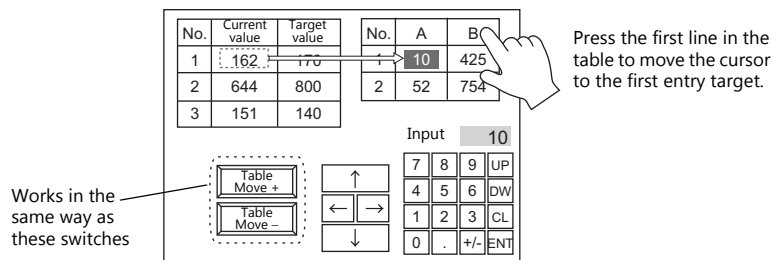 No. Current value Target value
1 162 170
2 644 800
3 151 140
No. A B
1 10 425
2 52 754
Press the first line in the
table to move the cursor
to the first entry target.
Input 10
7 8 9 UP
4 5 6 DW
1 2 3 CL
0 . +/- ENT
Table
Move +
Table
Move –
↑
← →
↓
Works in the
same way as
these switches